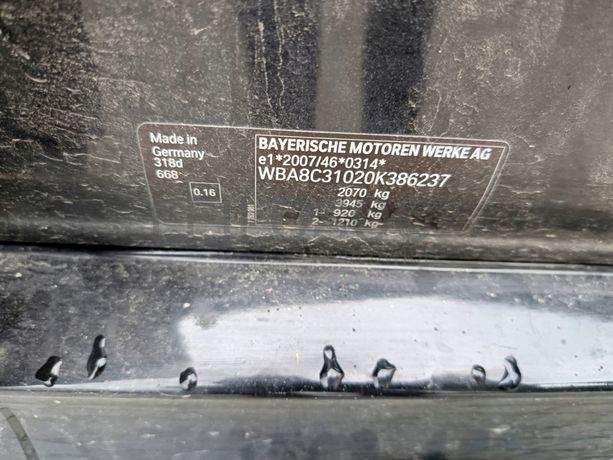 Made in
Germany
318d
668
0.16
BAYERISCHE MOTOREN WERKE AG
e1*2007/46*0314*
WBA8C31020K386237
2070 kg
3945 kg
1- 920 kg
2- 1210 kg